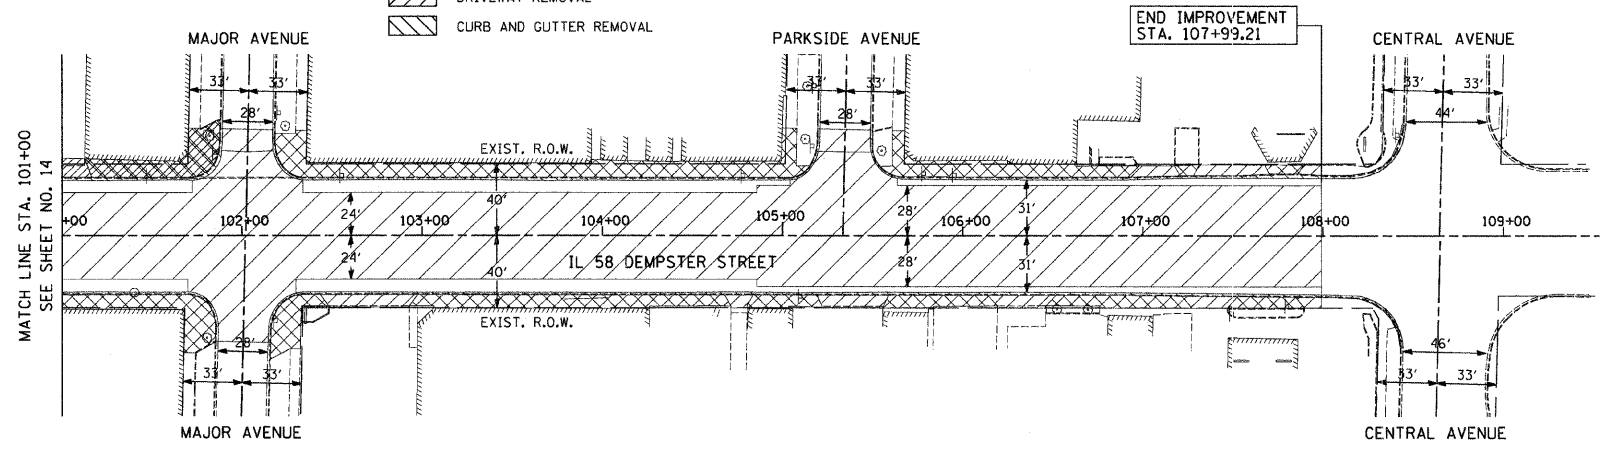 DRIVEWAY REMOVAL
CURB AND GUTTER REMOVAL
END IMPROVEMENT
STA. 107+99.21
MAJOR AVENUE
PARKSIDE AVENUE
CENTRAL AVENUE
33' 33' 33' 33' 33' 33'
28' 28' 44'
EXIST. R.O.W.
MATCH LINE STA. 101+00
SEE SHEET NO. 14
40' 24' 28' 31'
+00 102+00 103+00 104+00 105+00 106+00 107+00 108+00 109+00
24' 40' 28' 31'
IL 58 DEMPSTER STREET
EXIST. R.O.W.
28' 46'
33' 33' 33' 33'
MAJOR AVENUE
CENTRAL AVENUE